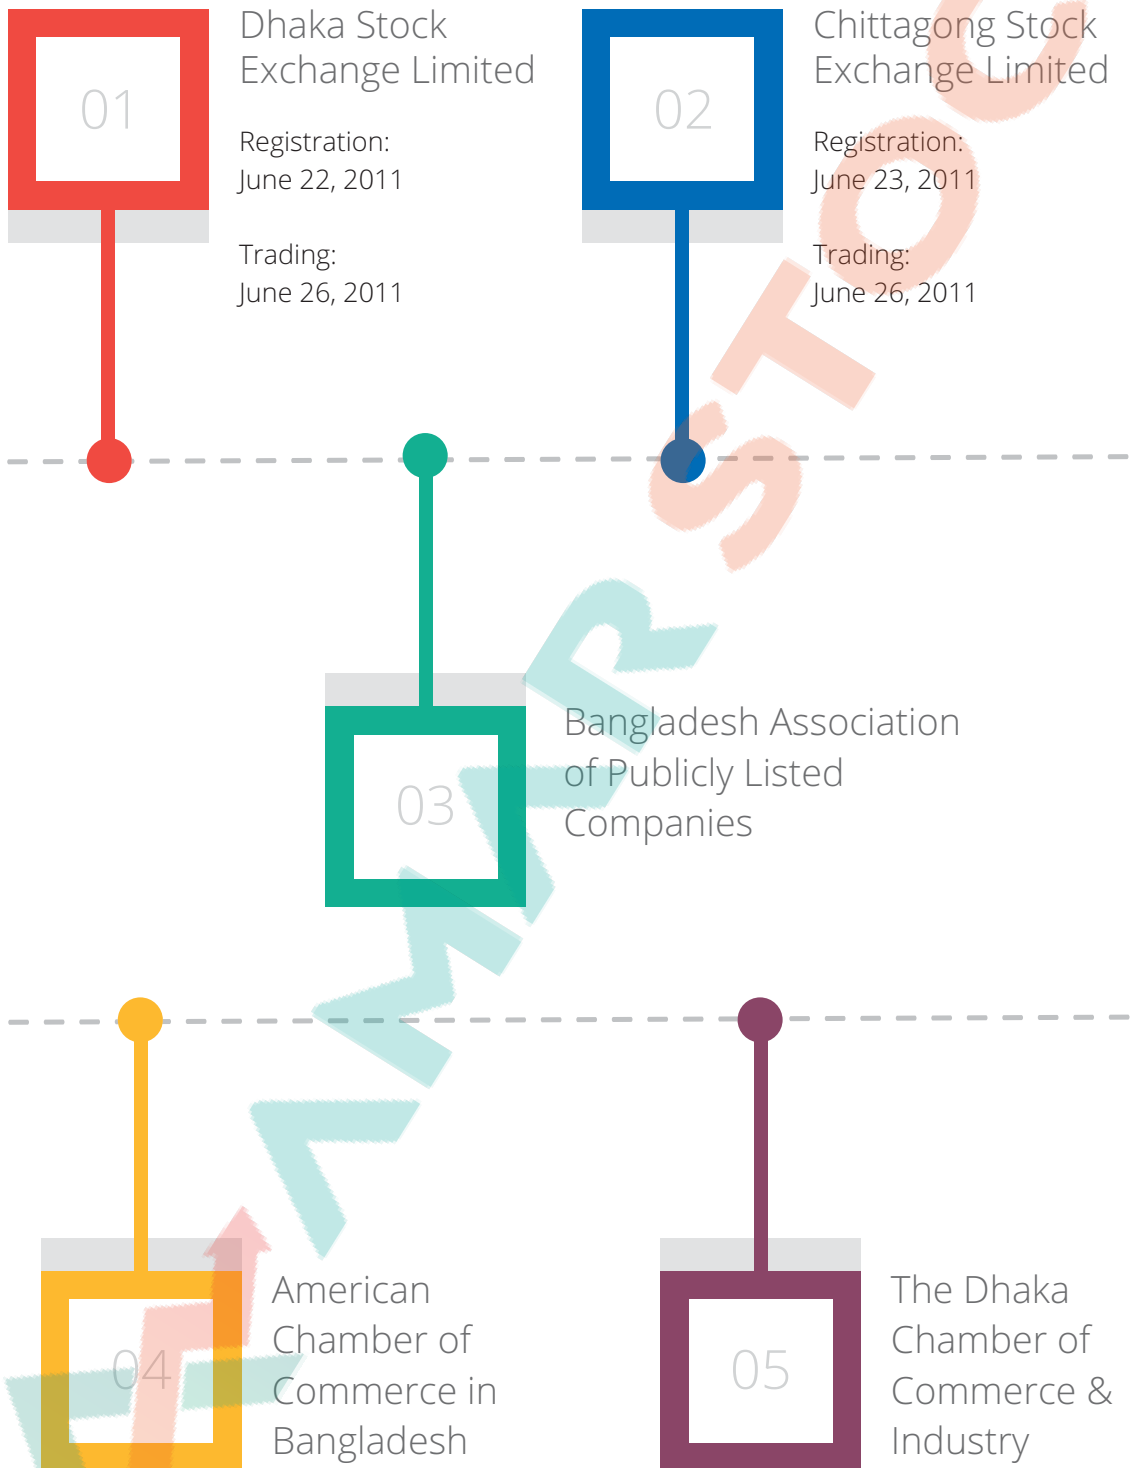 01
Dhaka Stock
Exchange Limited
Registration:
June 22, 2011
Trading:
June 26, 2011
02
Chittagong Stock
Exchange Limited
Registration:
June 23, 2011
Trading:
June 26, 2011
03
Bangladesh Association
of Publicly Listed
Companies
04
American
Chamber of
Commerce in
Bangladesh
05
The Dhaka
Chamber of
Commerce &
Industry
AMAR STOC